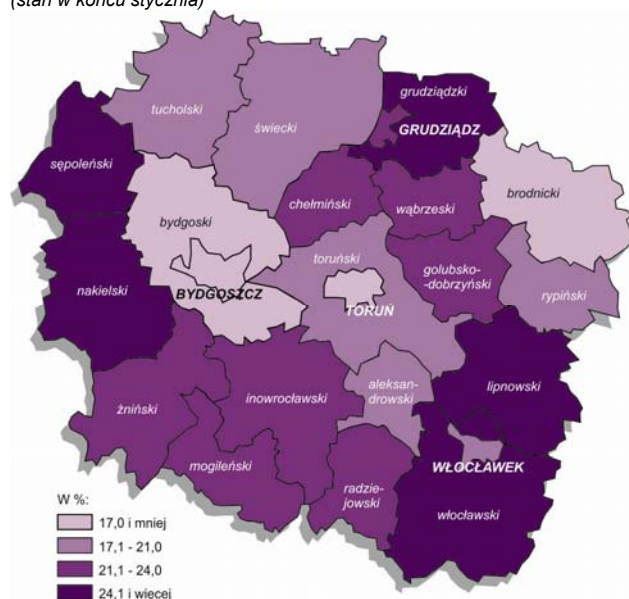 (stan w końcu stycznia)
tucholski
świecki
grudziądzki
GRUDZIĄDZ
sępoleński
brodnicki
bydgoski
chełmiński
wąbrzeski
toruński
golubsko-
-dobrzyński
nakielski
BYDGOSZCZ
TORUŃ
rypiński
aleksan-
drowski
lipnowski
żniński
inowrocławski
WŁOCŁAWEK
mogileński
radzie-
jowski
włocławski
W %:
17,0 i mniej
17,1 - 21,0
21,1 - 24,0
24,1 i więcej